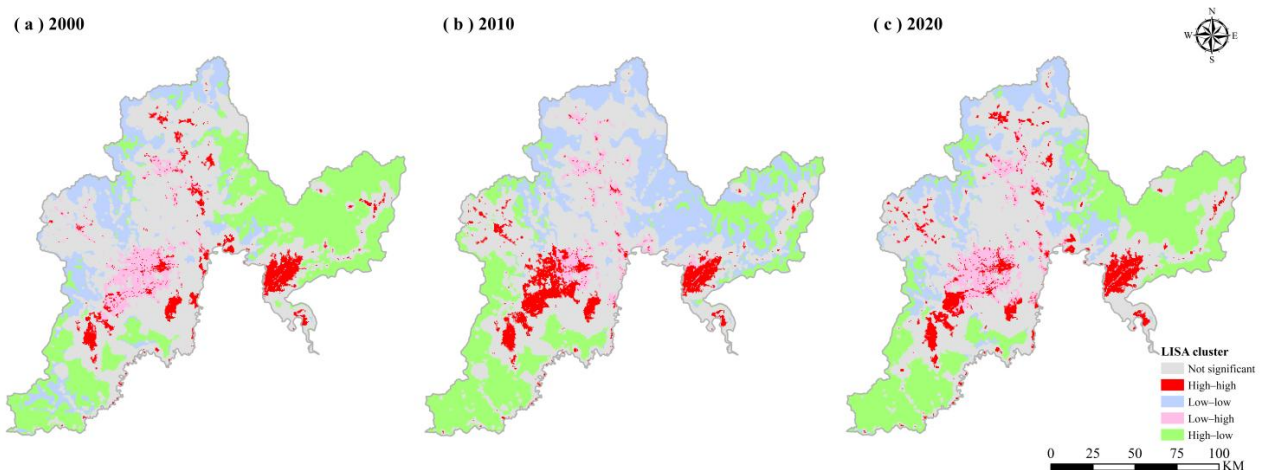 ( a ) 2000
( b ) 2010
( c ) 2020
N
W E
S
LISA cluster
Not significant
High–high
Low–low
Low–high
High–low
0 25 50 75 100
KM